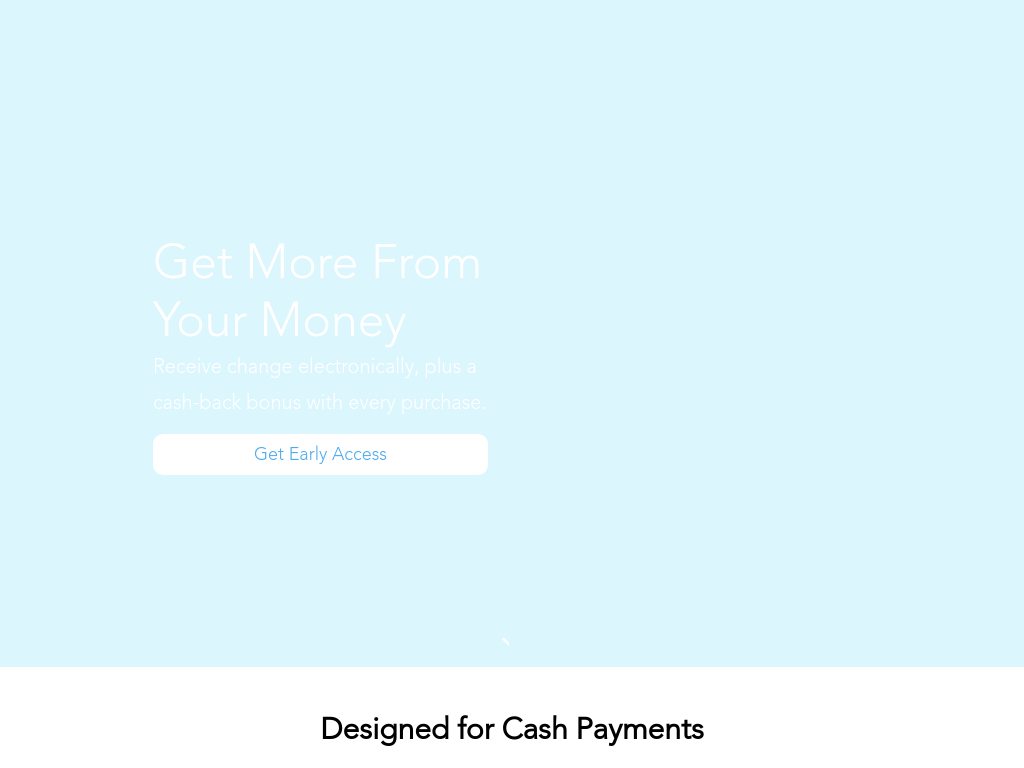 Get More From
Your Money
Receive change electronically, plus a
cash-back bonus with every purchase.
Get Early Access
Designed for Cash Payments